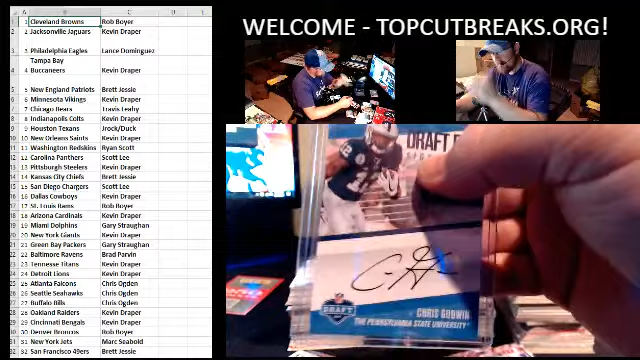 WELCOME - TOPCUTBREAKS.ORG!
1 Cleveland Browns Rob Boyer
2 Jacksonville Jaguars Kevin Draper
3 Philadelphia Eagles Lance Dominguez
Tampa Bay
4 Buccaneers Kevin Draper
5 New England Patriots Brett Jessie
6 Minnesota Vikings Kevin Draper
7 Chicago Bears Travis Leahy
8 Indianapolis Colts Kevin Draper
9 Houston Texans Jrock/Duck
10 New Orleans Saints Kevin Draper
11 Washington Redskins Ryan Scott
12 Carolina Panthers Scott Lee
13 Pittsburgh Steelers Kevin Draper
14 Kansas City Chiefs Brett Jessie
15 San Diego Chargers Scott Lee
16 Dallas Cowboys Kevin Draper
17 St. Louis Rams Rob Boyer
18 Arizona Cardinals Kevin Draper
19 Miami Dolphins Gary Straughan
20 New York Giants Kevin Draper
21 Green Bay Packers Gary Straughan
22 Baltimore Ravens Brad Parvin
23 Tennessee Titans Kevin Draper
24 Detroit Lions Kevin Draper
25 Atlanta Falcons Chris Ogden
26 Seattle Seahawks Chris Ogden
27 Buffalo Bills Chris Ogden
28 Oakland Raiders Kevin Draper
29 Cincinnati Bengals Kevin Draper
30 Denver Broncos Rob Boyer
31 New York Jets Marc Seabold
32 San Francisco 49ers Brett Jessie
DRAFT
CHRIS GODWIN
DRAFT
THE PENNSYLVANIA STATE UNIVERSITY